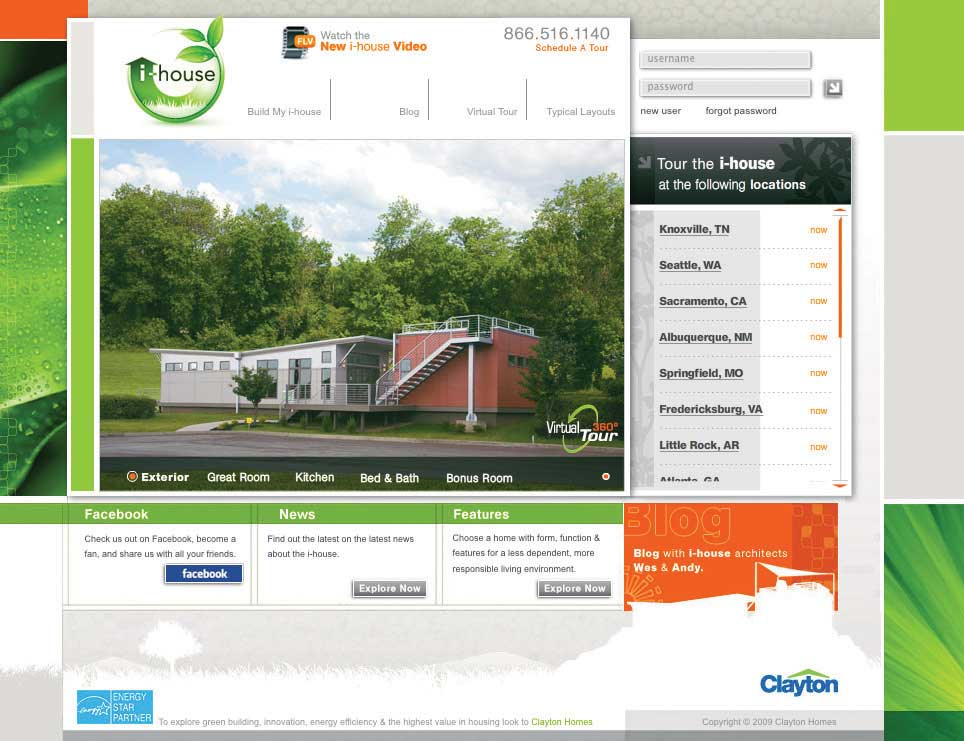 i-house
FLV
Watch the
New i-house Video
866.516.1140
Schedule A Tour
Build My i-house
Blog
Virtual Tour
Typical Layouts
username
password
new user
forgot password
Tour the i-house
at the following locations
Knoxville, TN now
Seattle, WA now
Sacramento, CA now
Albuquerque, NM now
Springfield, MO now
Fredericksburg, VA now
Little Rock, AR now
Atlanta, GA
Virtual 360°
Tour
Exterior
Great Room
Kitchen
Bed & Bath
Bonus Room
Facebook
Check us out on Facebook, become a
fan, and share us with all your friends.
facebook
News
Find out the latest on the latest news
about the i-house.
Explore Now
Features
Choose a home with form, function &
features for a less dependent, more
responsible living environment.
Explore Now
Blog
Blog with i-house architects
Wes & Andy.
Clayton
energy
ENERGY
STAR
PARTNER
To explore green building, innovation, energy efficiency & the highest value in housing look to Clayton Homes
Copyright © 2009 Clayton Homes